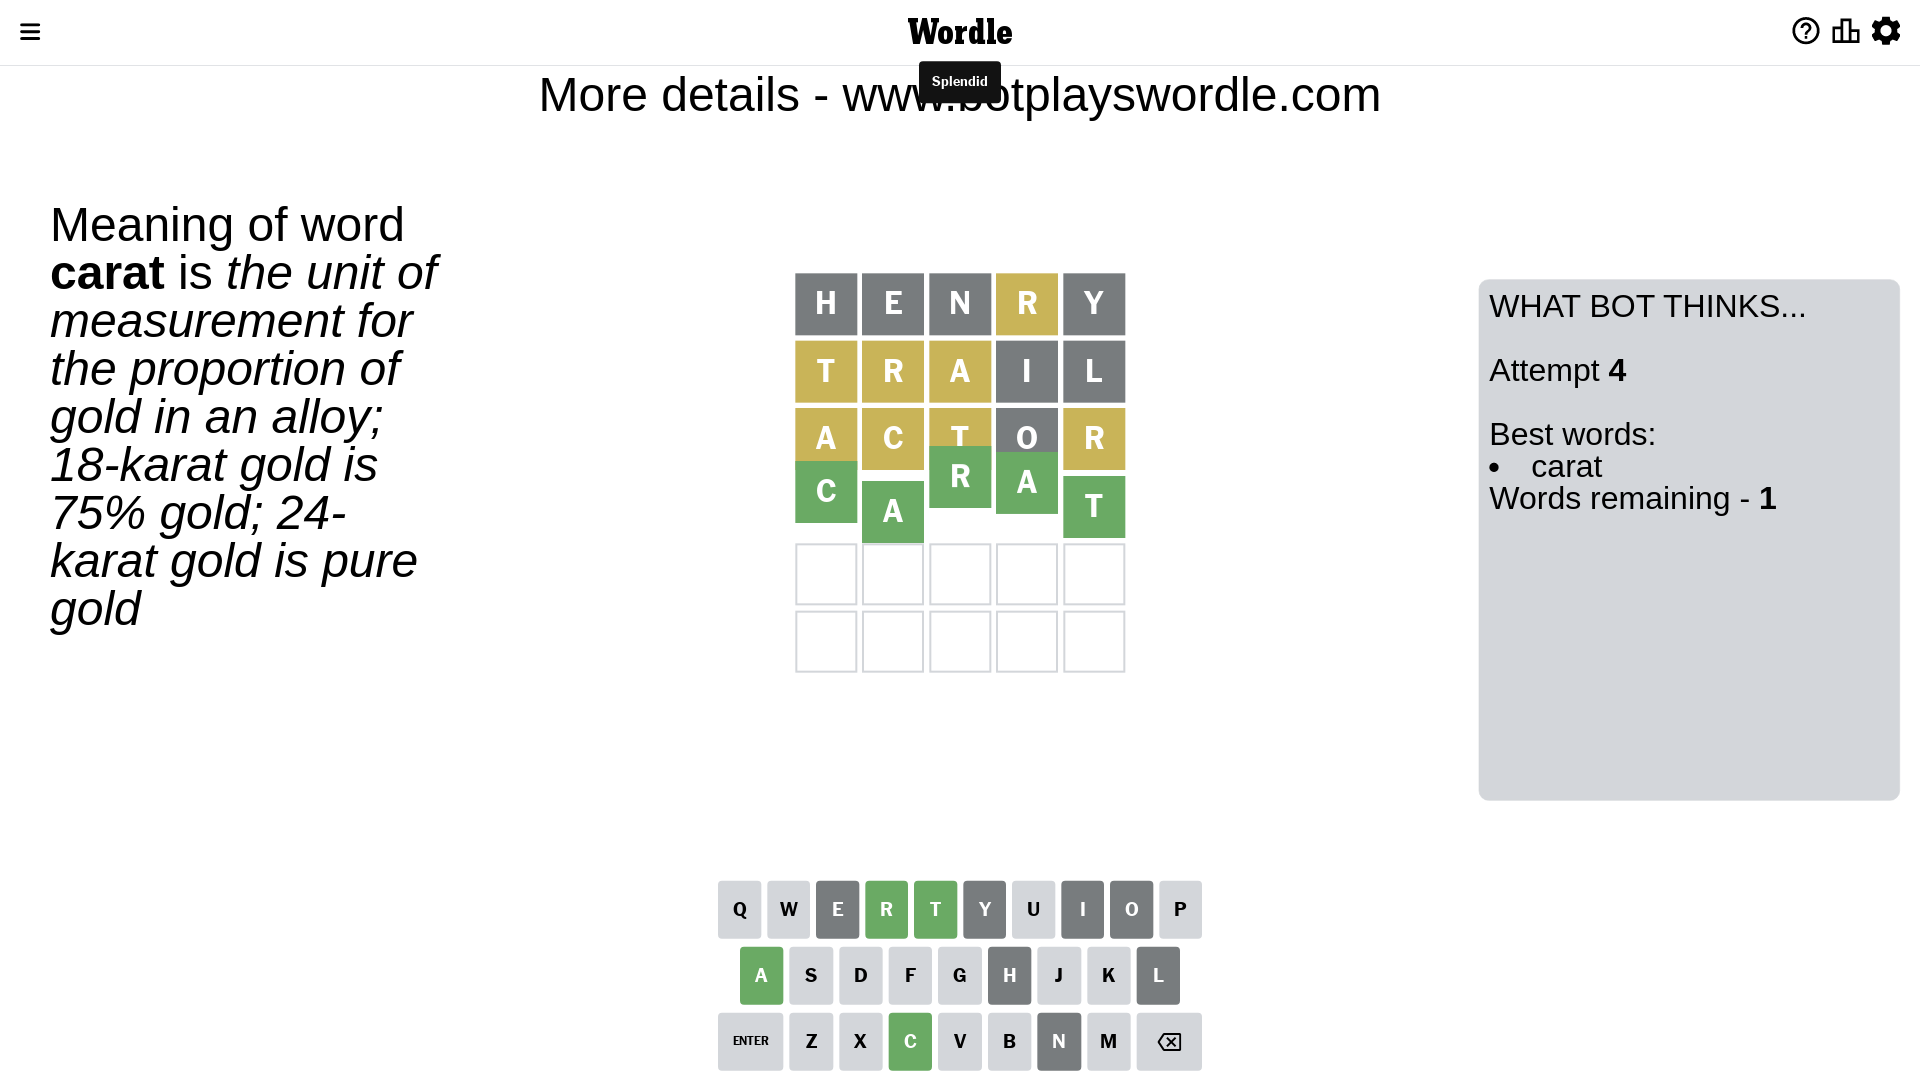 Wordle
Splendid
More details - www.botplayswordle.com
Meaning of word
carat is the unit of
measurement for
the proportion of
gold in an alloy;
18-karat gold is
75% gold; 24-
karat gold is pure
gold
H E N R Y
T R A I L
A C T O R
C A R A T
WHAT BOT THINKS...
Attempt 4
Best words:
• carat
Words remaining - 1
Q W E R T Y U I O P
A S D F G H J K L
ENTER Z X C V B N M